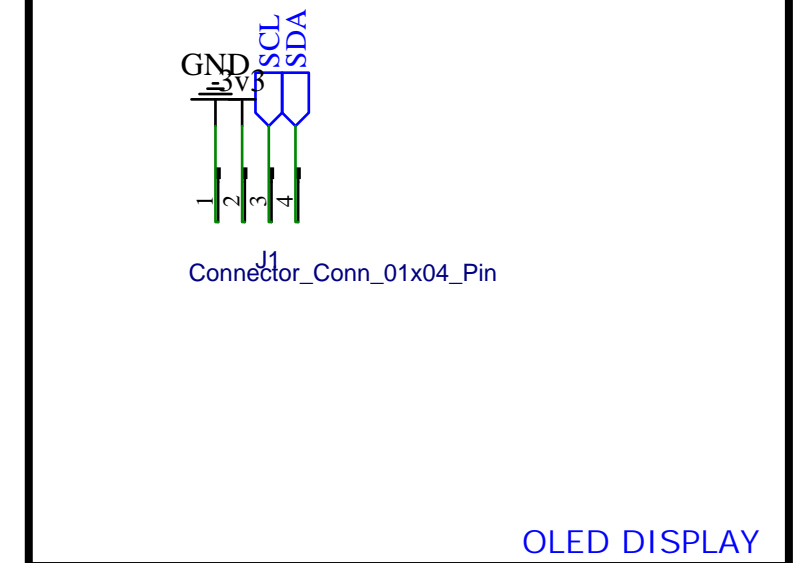 SCL
SDA
GND
3v3
1
2
3
4
J1
Connector_Conn_01x04_Pin
OLED DISPLAY